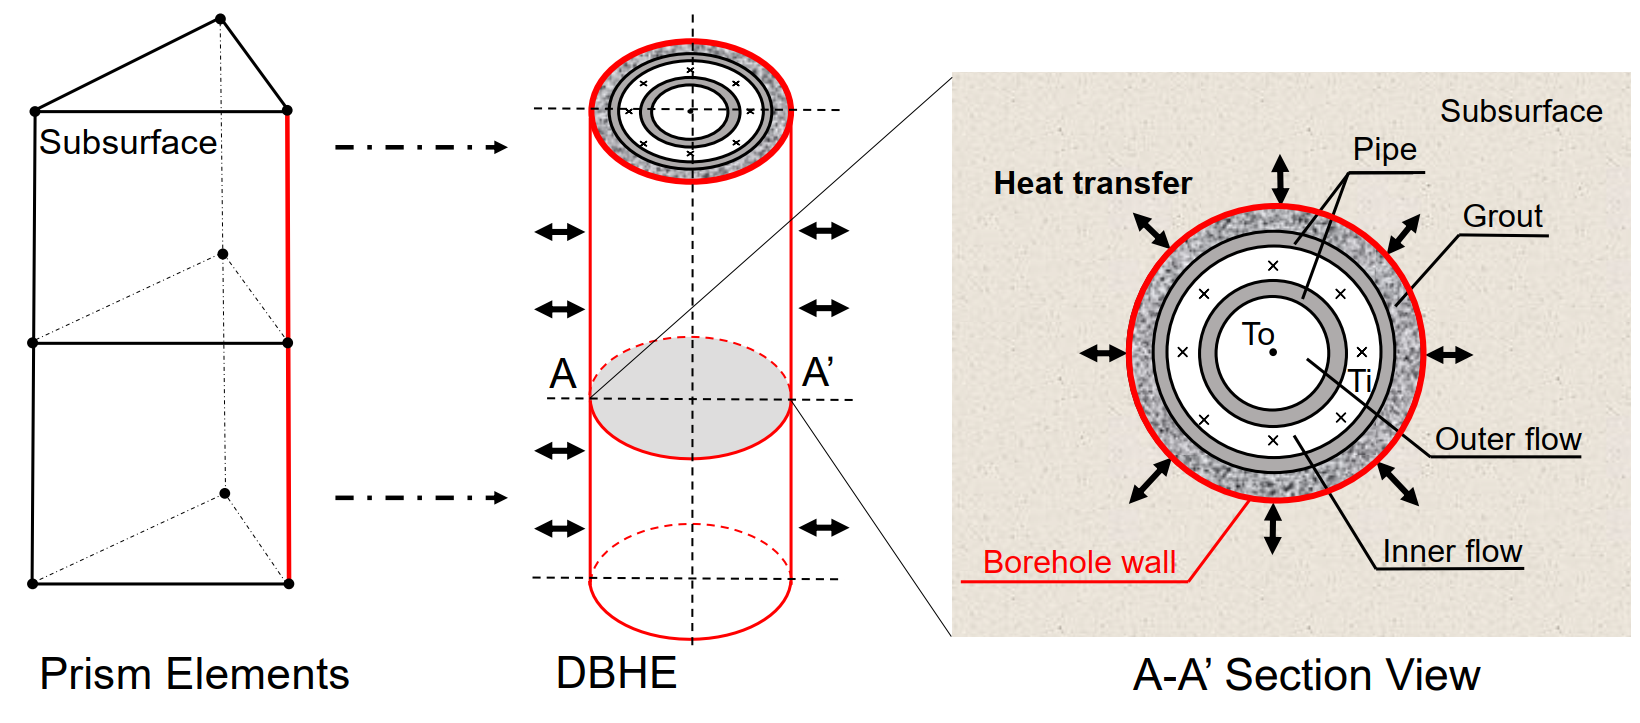 Subsurface
Prism Elements
A
A’
DBHE
Subsurface
Pipe
Heat transfer
Grout
To
Ti
Outer flow
Inner flow
Borehole wall
A-A’ Section View